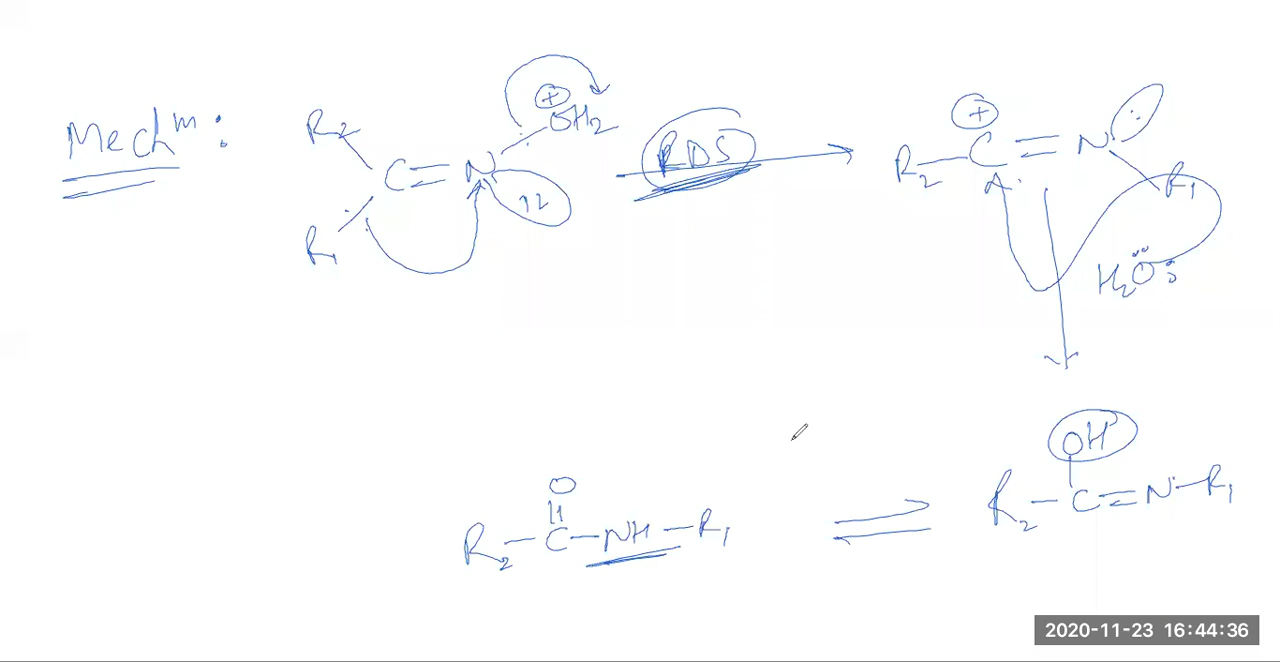 Mechᵐ:
R₂
C=N
⊕
OH₂
R₁
12
RDS
⊕
R₂-C=N:
R₁
H₂O:
OH
R₂-C=N-R₁
O
R₂-C-NH-R₁
2020-11-23 16:44:36